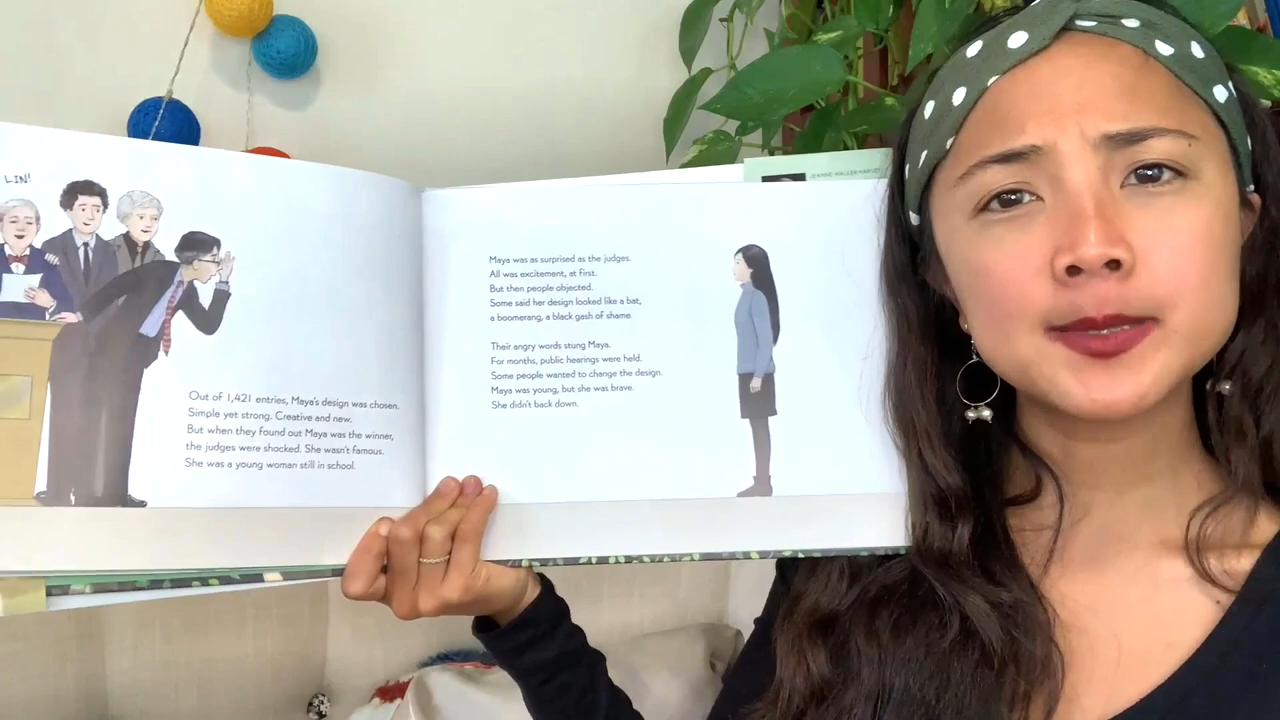 LIN!
Out of 1,421 entries, Maya's design was chosen.
Simple yet strong. Creative and new.
But when they found out Maya was the winner,
the judges were shocked. She wasn't famous.
She was a young woman still in school.
JEANNE WALKER HARVEY
Maya was as surprised as the judges.
All was excitement, at first.
But then people objected.
Some said her design looked like a bat,
a boomerang, a black gash of shame.
Their angry words stung Maya.
For months, public hearings were held.
Some people wanted to change the design.
Maya was young, but she was brave.
She didn't back down.